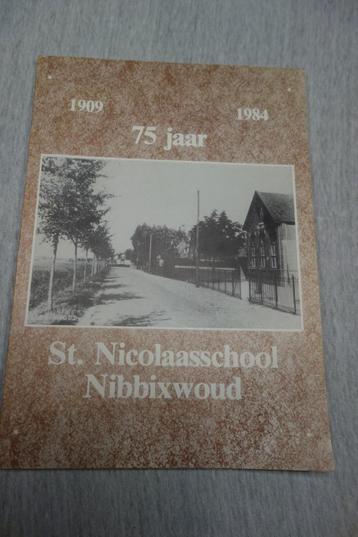 1909 1984
75 jaar
St. Nicolaasschool
Nibbixwoud